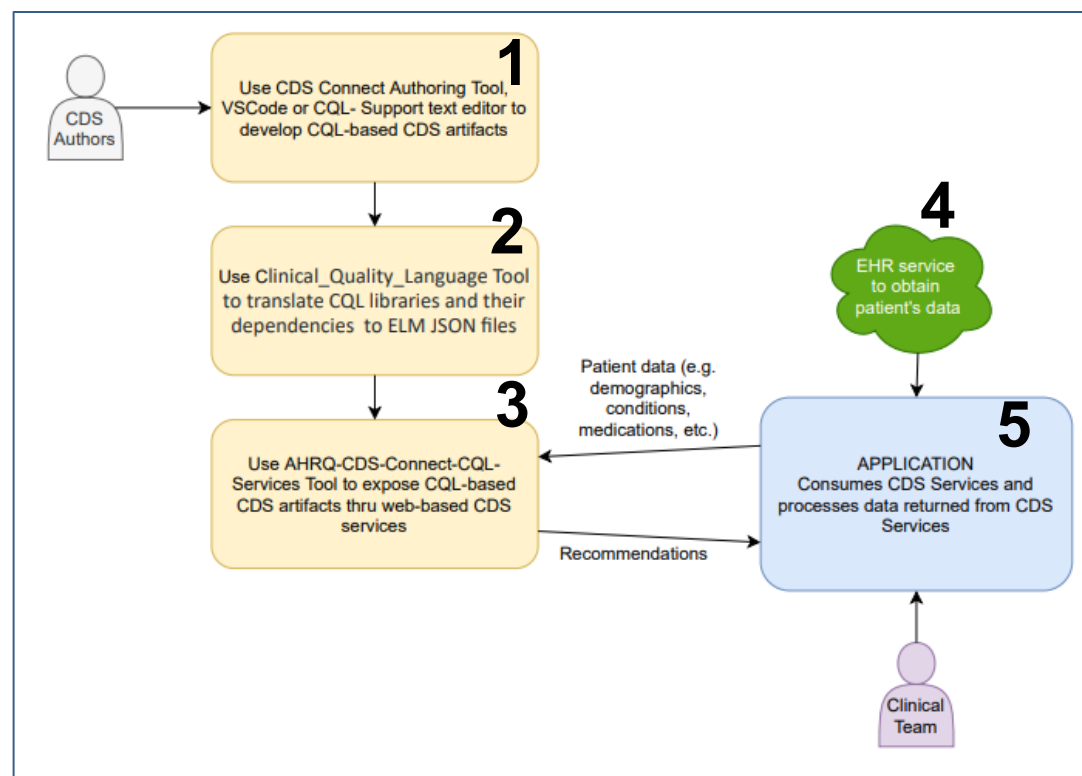 1
Use CDS Connect Authoring Tool,
VSCode or CQL- Support text editor to
develop CQL-based CDS artifacts
CDS
Authors
2
Use Clinical_Quality_Language Tool
to translate CQL libraries and their
dependencies to ELM JSON files
4
EHR service
to obtain
patient's data
Patient data (e.g.
demographics,
conditions,
medications, etc.)
3
Use AHRQ-CDS-Connect-CQL-
Services Tool to expose CQL-based
CDS artifacts thru web-based CDS
services
5
APPLICATION
Consumes CDS Services and
processes data returned from CDS
Services
Recommendations
Clinical
Team